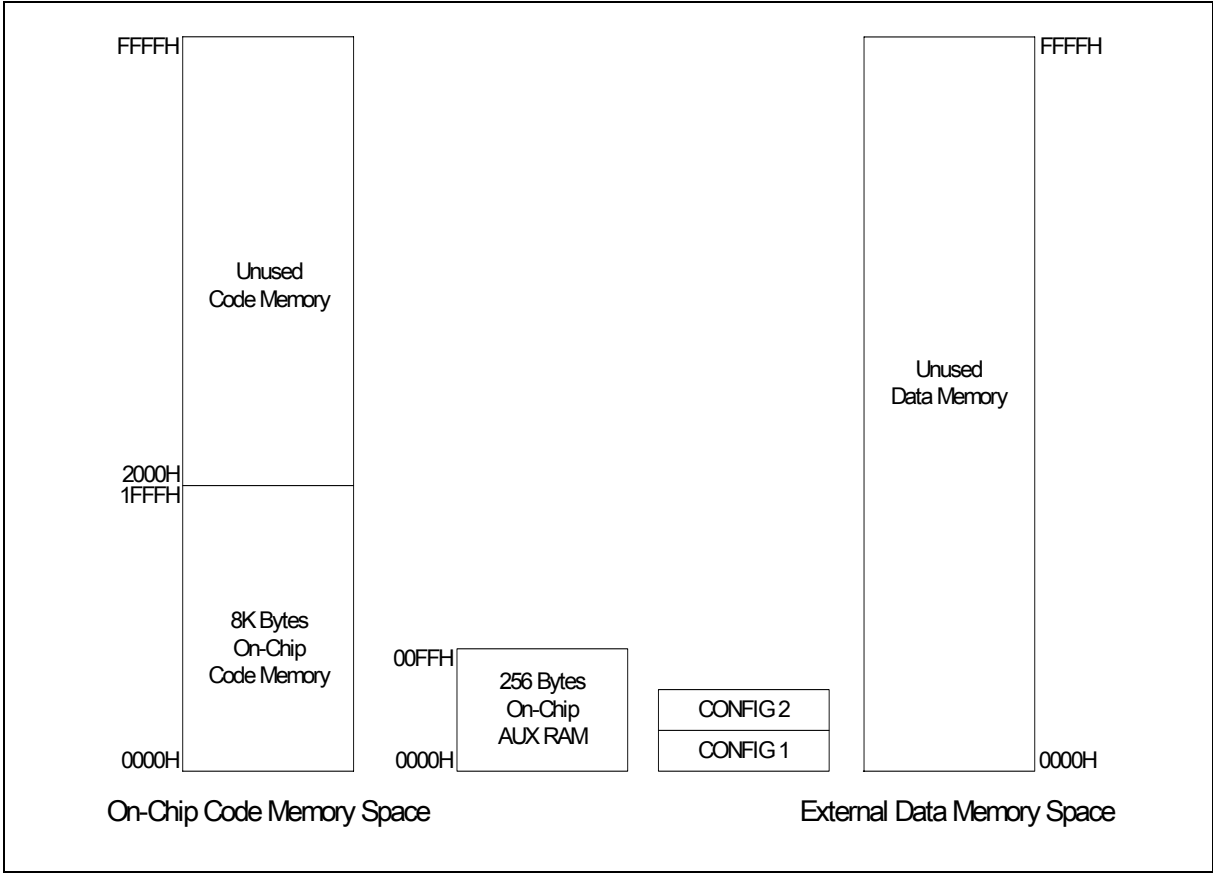 FFFFH
FFFFH
Unused
Code Memory
Unused
Data Memory
2000H
1FFFH
8K Bytes
On-Chip
Code Memory
00FFH
256 Bytes
On-Chip
AUX RAM
CONFIG 2
CONFIG 1
0000H
0000H
0000H
On-Chip Code Memory Space
External Data Memory Space